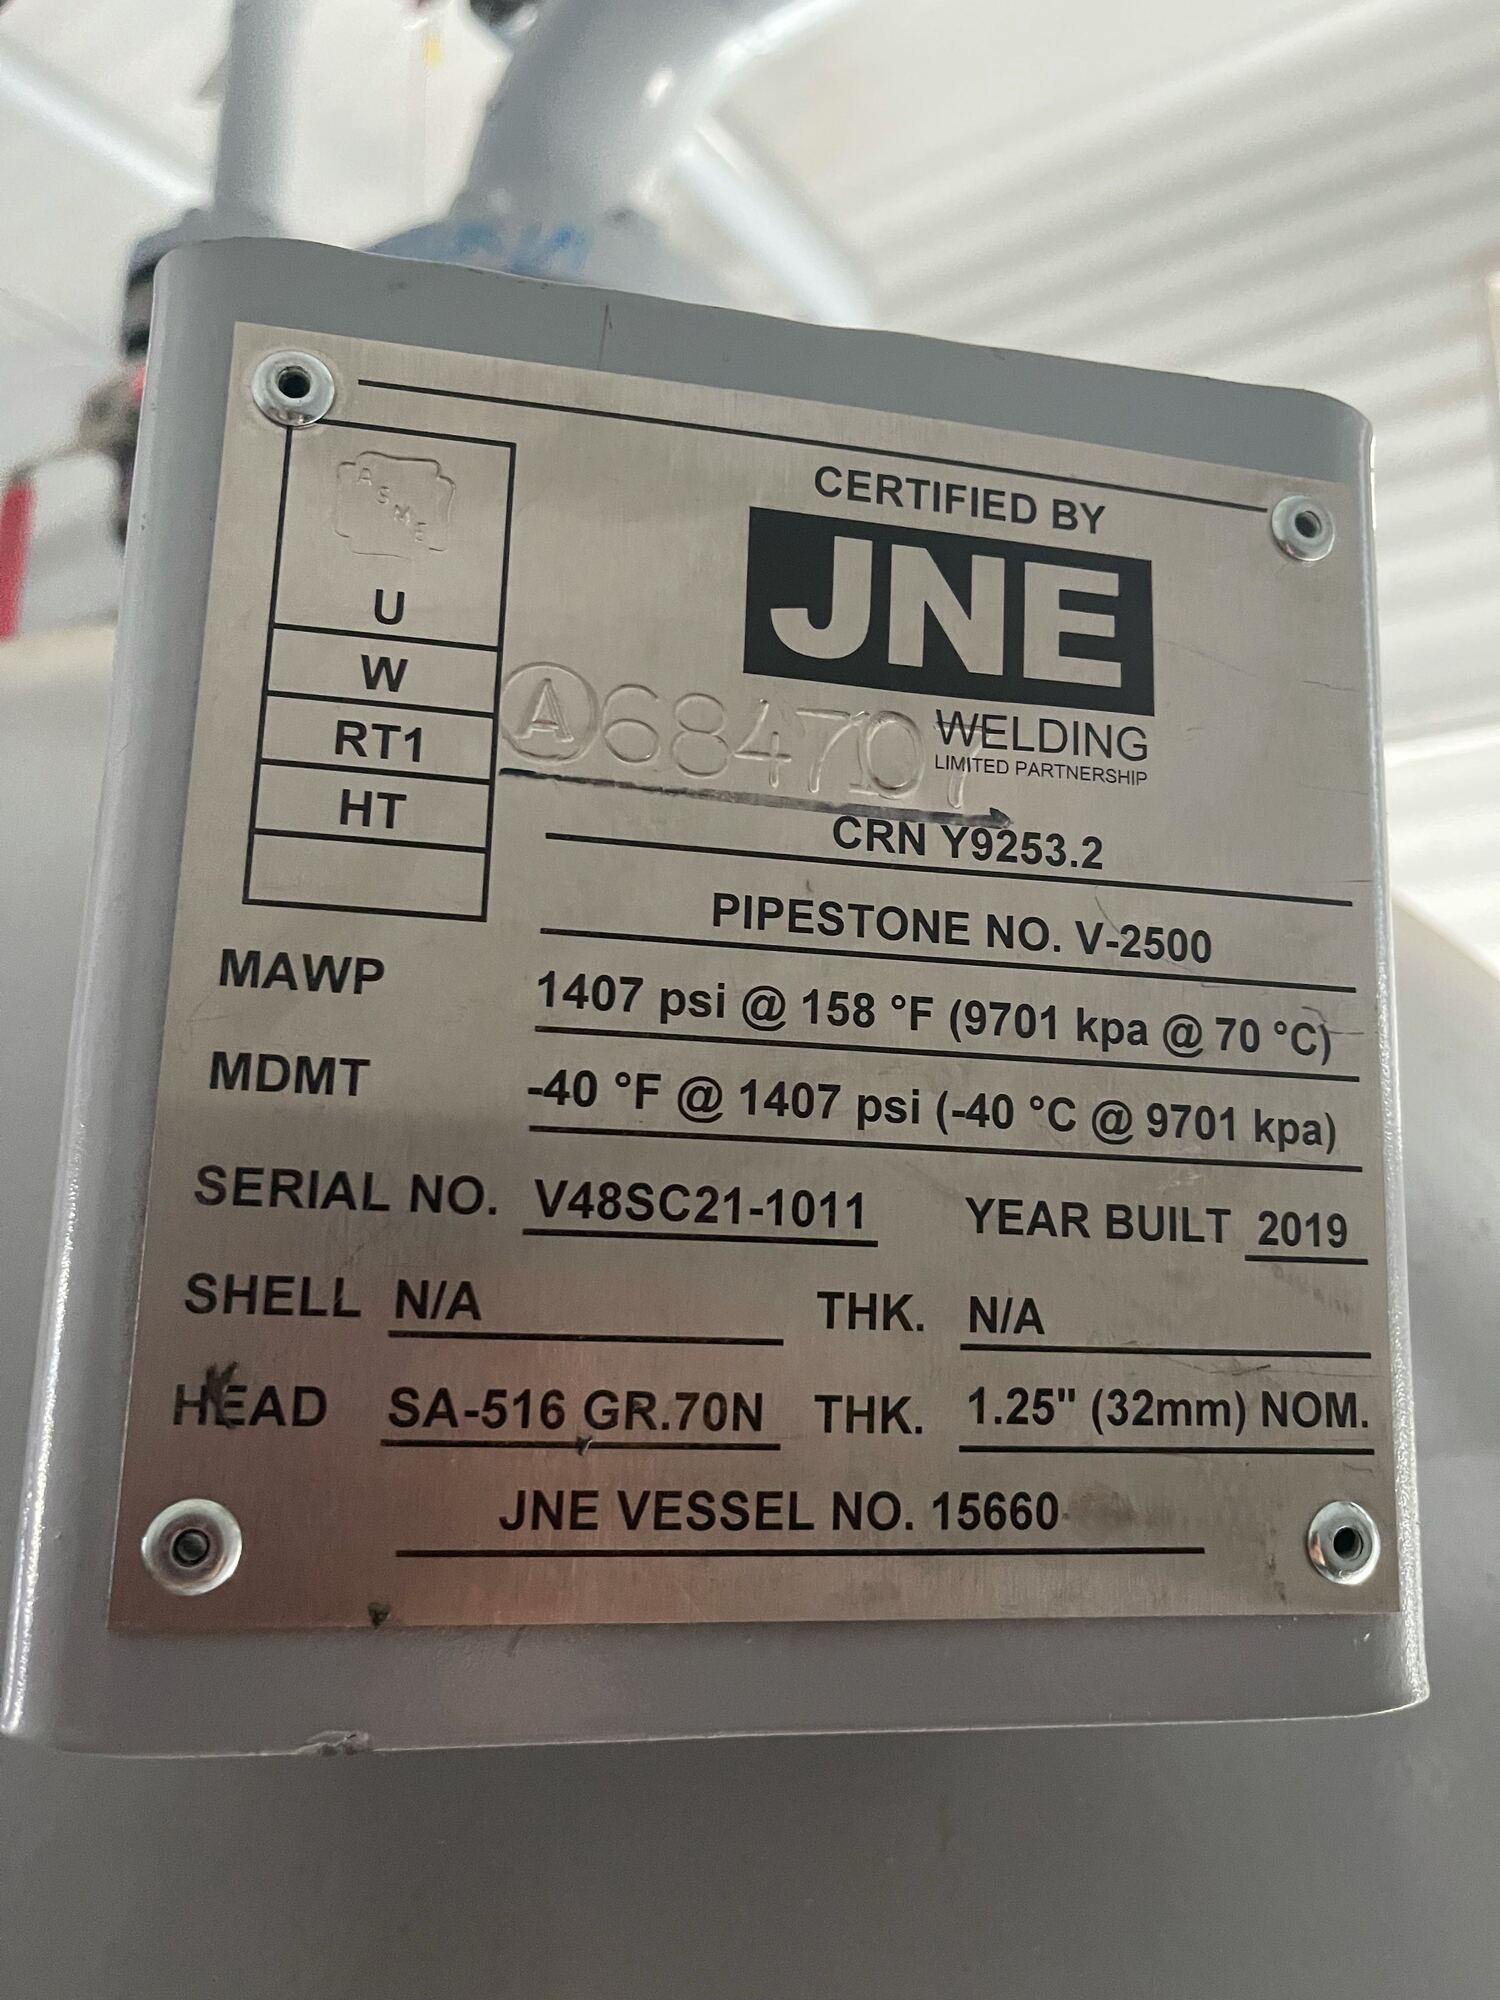 ASME
U
W
RT1
HT
CERTIFIED BY
JNE
WELDING
LIMITED PARTNERSHIP
A684707
CRN Y9253.2
PIPESTONE NO. V-2500
MAWP 1407 psi @ 158 °F (9701 kpa @ 70 °C)
MDMT -40 °F @ 1407 psi (-40 °C @ 9701 kpa)
SERIAL NO. V48SC21-1011 YEAR BUILT 2019
SHELL N/A THK. N/A
HEAD SA-516 GR.70N THK. 1.25" (32mm) NOM.
JNE VESSEL NO. 15660